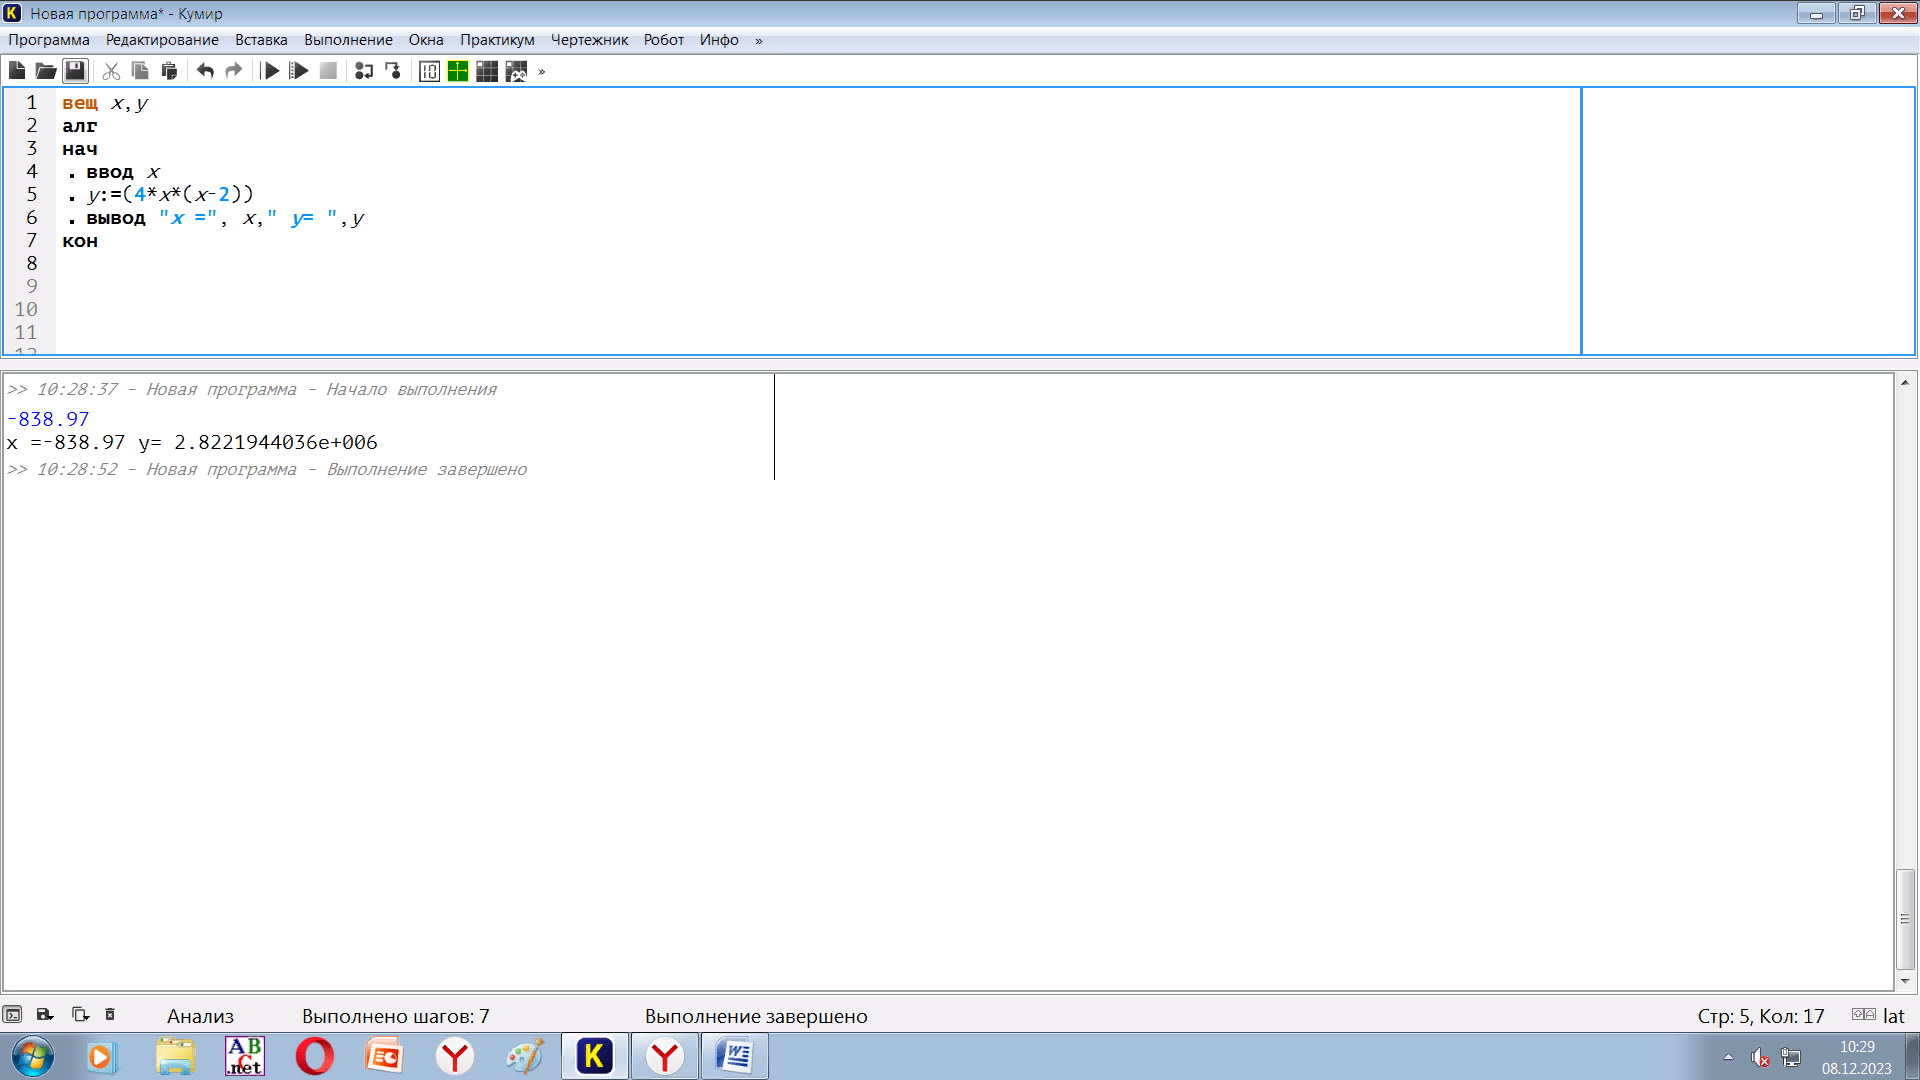 Новая программа* - Кумир
Программа Редактирование Вставка Выполнение Окна Практикум Чертежник Робот Инфо »
»
1 вещ x,y
2 алг
3 нач
4 . ввод x
5 . y:=(4*x*(x-2))
6 . вывод "x =", x," y= ",y
7 кон
8
9
10
11
>> 10:28:37 - Новая программа - Начало выполнения
-838.97
x =-838.97 y= 2.8221944036e+006
>> 10:28:52 - Новая программа - Выполнение завершено
Анализ Выполнено шагов: 7 Выполнение завершено Стр: 5, Кол: 17 lat
AB
C
.net
K
10:29
08.12.2023